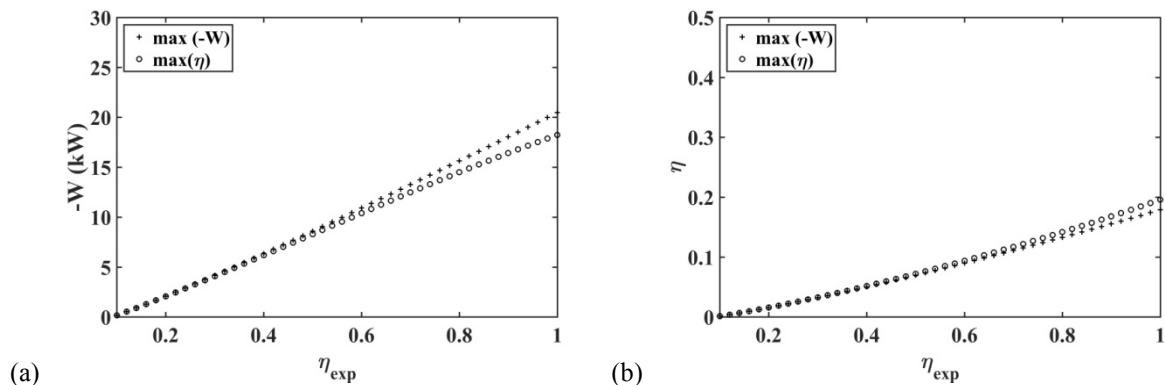 30
25
20
15
10
5
0
-W (kW)
+ max (-W)
○ max(η)
0.2 0.4 0.6 0.8 1
η_exp
(a)
0.5
0.4
0.3
0.2
0.1
0
η
+ max (-W)
○ max(η)
0.2 0.4 0.6 0.8 1
η_exp
(b)